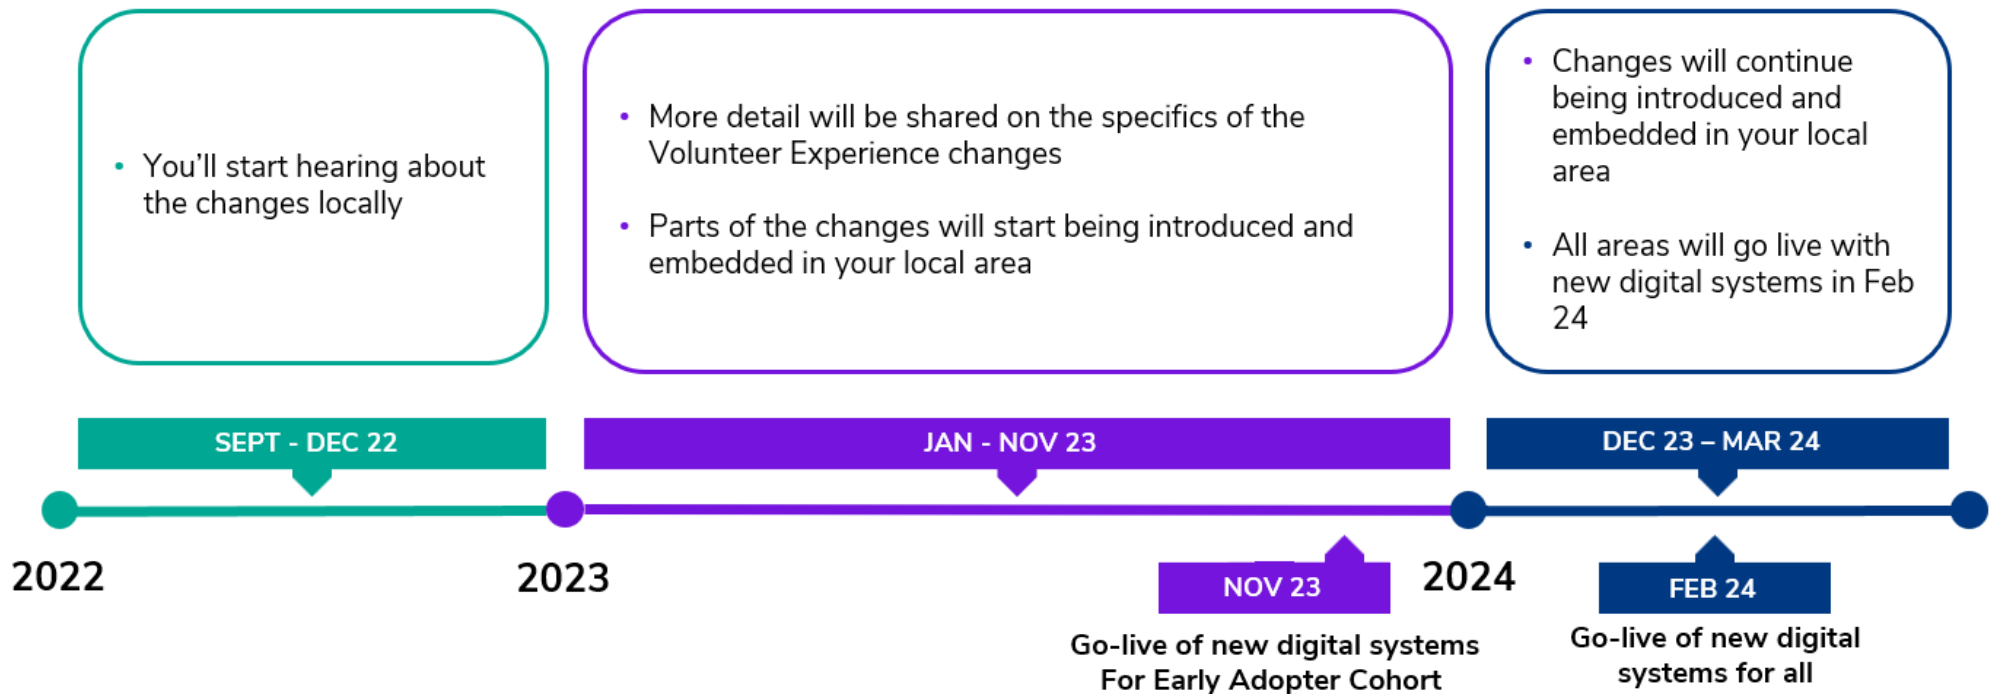 • You’ll start hearing about
the changes locally
• More detail will be shared on the specifics of the
Volunteer Experience changes
• Parts of the changes will start being introduced and
embedded in your local area
• Changes will continue
being introduced and
embedded in your local
area
• All areas will go live with
new digital systems in Feb
24
SEPT - DEC 22
JAN - NOV 23
DEC 23 – MAR 24
2022
2023
2024
NOV 23
Go-live of new digital systems
For Early Adopter Cohort
FEB 24
Go-live of new digital
systems for all